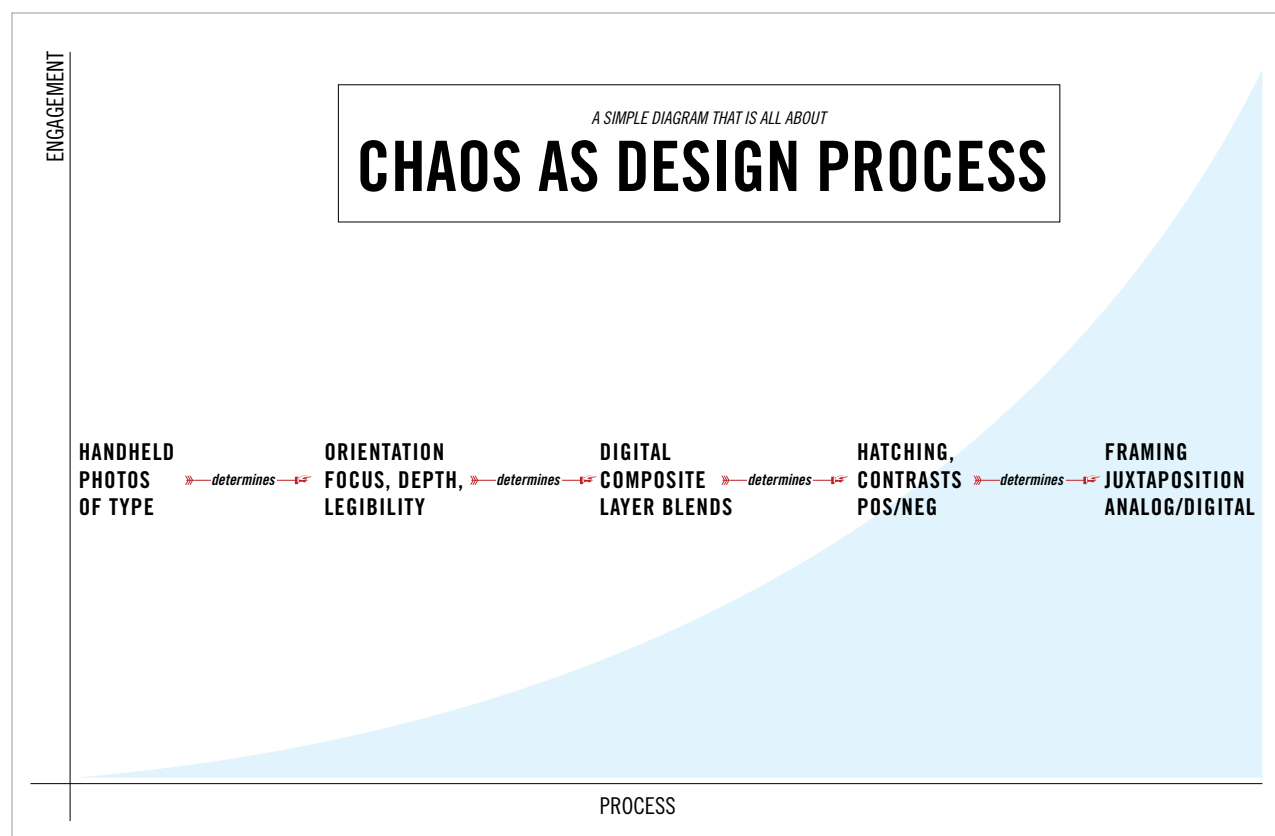 ENGAGEMENT
A SIMPLE DIAGRAM THAT IS ALL ABOUT
CHAOS AS DESIGN PROCESS
HANDHELD
PHOTOS
OF TYPE
determines
ORIENTATION
FOCUS, DEPTH,
LEGIBILITY
determines
DIGITAL
COMPOSITE
LAYER BLENDS
determines
HATCHING,
CONTRASTS
POS/NEG
determines
FRAMING
JUXTAPOSITION
ANALOG/DIGITAL
PROCESS